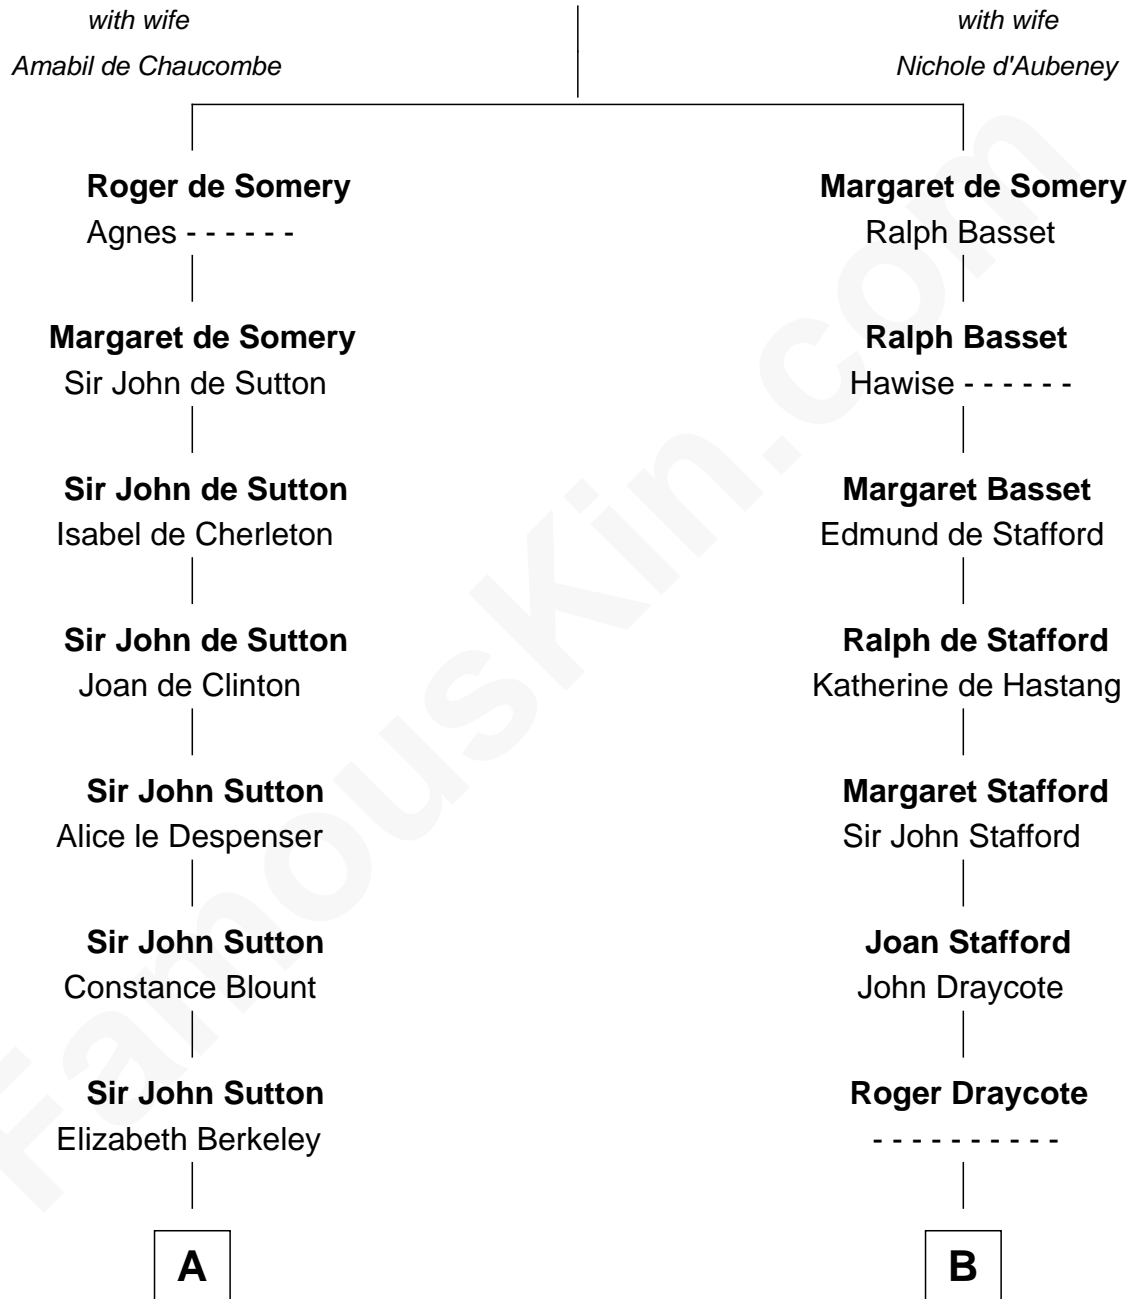 with wife
Amabil de Chaucombe
with wife
Nichole d'Aubeney
Roger de Somery
Agnes - - - - - -
Margaret de Somery
Ralph Basset
Margaret de Somery
Sir John de Sutton
Ralph Basset
Hawise - - - - - -
Sir John de Sutton
Isabel de Cherleton
Margaret Basset
Edmund de Stafford
Sir John de Sutton
Joan de Clinton
Ralph de Stafford
Katherine de Hastang
Sir John Sutton
Alice le Despenser
Margaret Stafford
Sir John Stafford
Sir John Sutton
Constance Blount
Joan Stafford
John Draycote
Sir John Sutton
Elizabeth Berkeley
Roger Draycote
- - - - - - - - - -
A
B
FamousKin.com